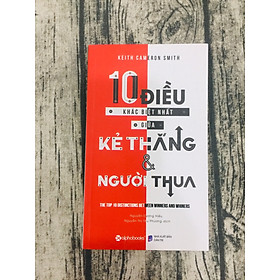 KEITH CAMERON SMITH
10 ĐIỀU
KHÁC BIỆT NHẤT
GIỮA
KẺ THẮNG
&
NGƯỜI THUA
THE TOP 10 DISTINCTIONS BETWEEN WINNERS AND WHINERS
alphabooks